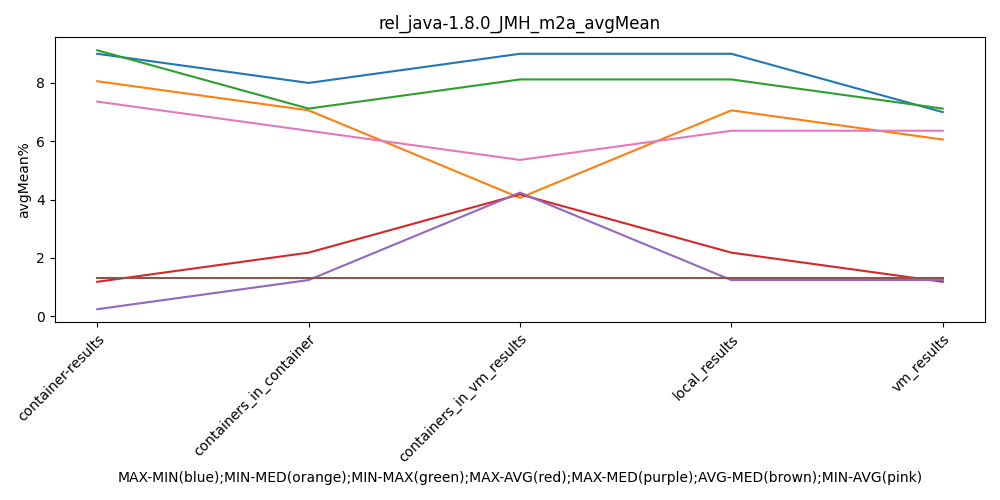 rel_java-1.8.0_JMH_m2a_avgMean
avgMean%
8
6
4
2
0
container-results
containers_in_container
containers_in_vm_results
local_results
vm_results
MAX-MIN(blue);MIN-MED(orange);MIN-MAX(green);MAX-AVG(red);MAX-MED(purple);AVG-MED(brown);MIN-AVG(pink)